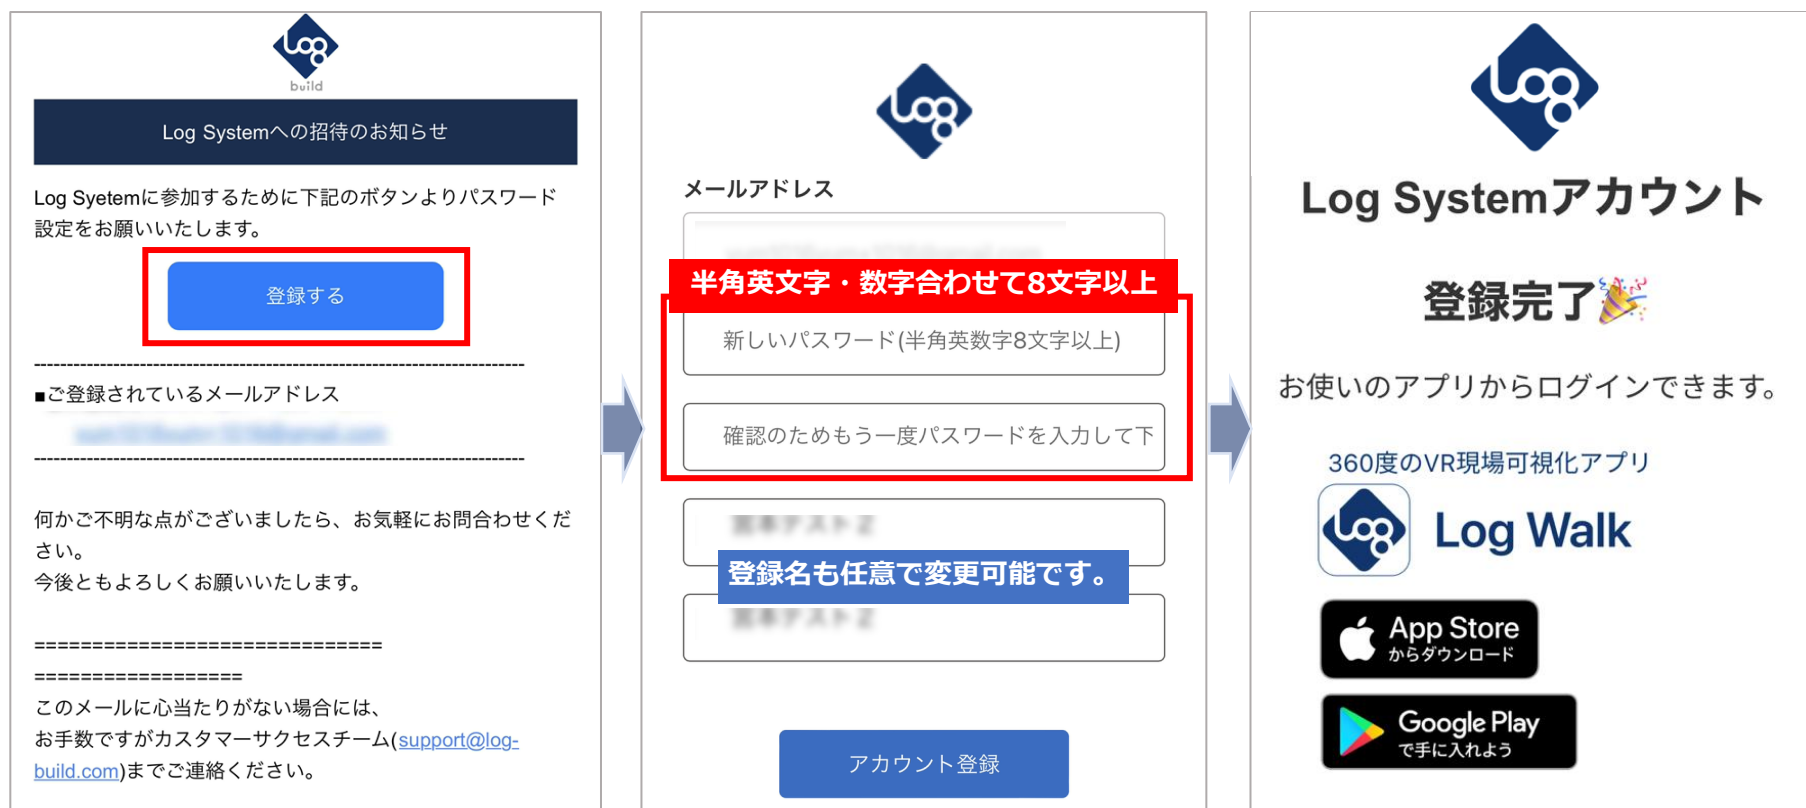 Log
build
Log Systemへの招待のお知らせ
Log Syetemに参加するために下記のボタンよりパスワード
設定をお願いいたします。
登録する
--------------------------------------------------------------------------------
■ご登録されているメールアドレス
--------------------------------------------------------------------------------
何かご不明な点がございましたら、お気軽にお問合わせくだ
さい。
今後ともよろしくお願いいたします。
==============================
==================
このメールに心当たりがない場合には、
お手数ですがカスタマーサクセスチーム(support@log-
build.com)までご連絡ください。
Log
メールアドレス
半角英文字・数字合わせて8文字以上
新しいパスワード(半角英数字8文字以上)
確認のためもう一度パスワードを入力して下
登録名も任意で変更可能です。
アカウント登録
Log
Log Systemアカウント
登録完了🎉
お使いのアプリからログインできます。
360度のVR現場可視化アプリ
Log
Log Walk
App Store
からダウンロード
Google Play
で手に入れよう